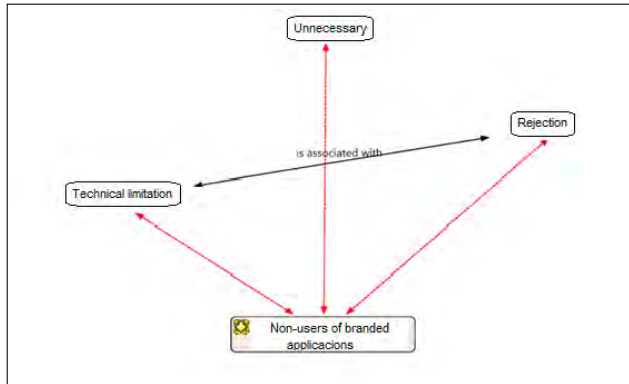 Unnecessary
Rejection
is associated with
Technical limitation
Non-users of branded
applicacions